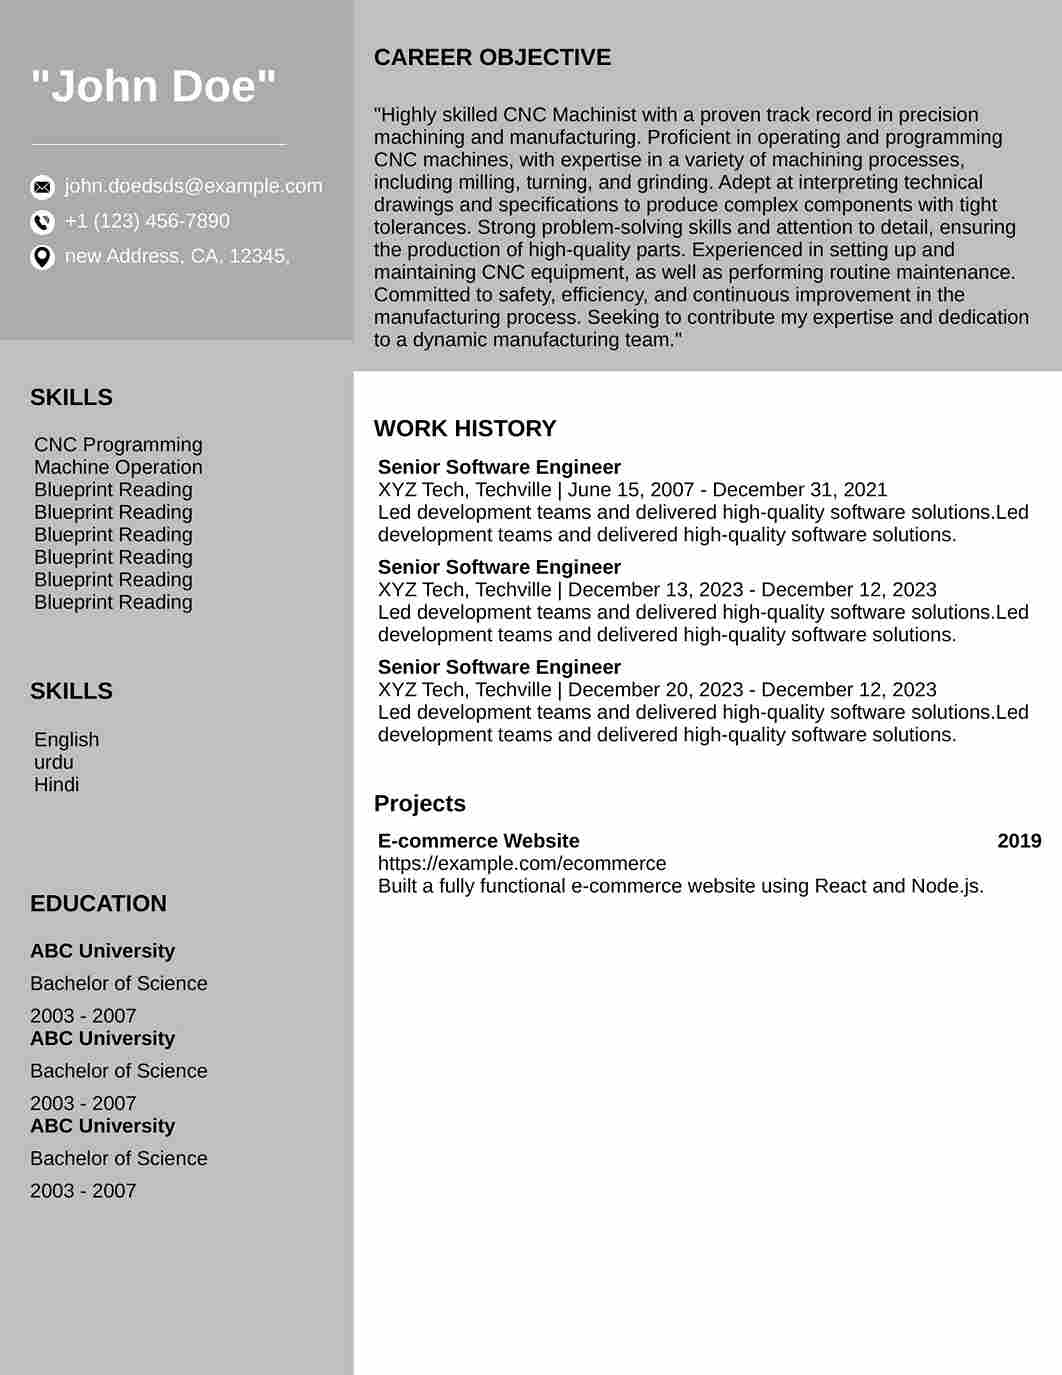 "John Doe"
john.doedsds@example.com
+1 (123) 456-7890
new Address, CA, 12345,
SKILLS
CNC Programming
Machine Operation
Blueprint Reading
Blueprint Reading
Blueprint Reading
Blueprint Reading
Blueprint Reading
Blueprint Reading
SKILLS
English
urdu
Hindi
EDUCATION
ABC University
Bachelor of Science
2003 - 2007
ABC University
Bachelor of Science
2003 - 2007
ABC University
Bachelor of Science
2003 - 2007
CAREER OBJECTIVE
"Highly skilled CNC Machinist with a proven track record in precision
machining and manufacturing. Proficient in operating and programming
CNC machines, with expertise in a variety of machining processes,
including milling, turning, and grinding. Adept at interpreting technical
drawings and specifications to produce complex components with tight
tolerances. Strong problem-solving skills and attention to detail, ensuring
the production of high-quality parts. Experienced in setting up and
maintaining CNC equipment, as well as performing routine maintenance.
Committed to safety, efficiency, and continuous improvement in the
manufacturing process. Seeking to contribute my expertise and dedication
to a dynamic manufacturing team."
WORK HISTORY
Senior Software Engineer
XYZ Tech, Techville | June 15, 2007 - December 31, 2021
Led development teams and delivered high-quality software solutions.Led
development teams and delivered high-quality software solutions.
Senior Software Engineer
XYZ Tech, Techville | December 13, 2023 - December 12, 2023
Led development teams and delivered high-quality software solutions.Led
development teams and delivered high-quality software solutions.
Senior Software Engineer
XYZ Tech, Techville | December 20, 2023 - December 12, 2023
Led development teams and delivered high-quality software solutions.Led
development teams and delivered high-quality software solutions.
Projects
E-commerce Website 2019
https://example.com/ecommerce
Built a fully functional e-commerce website using React and Node.js.